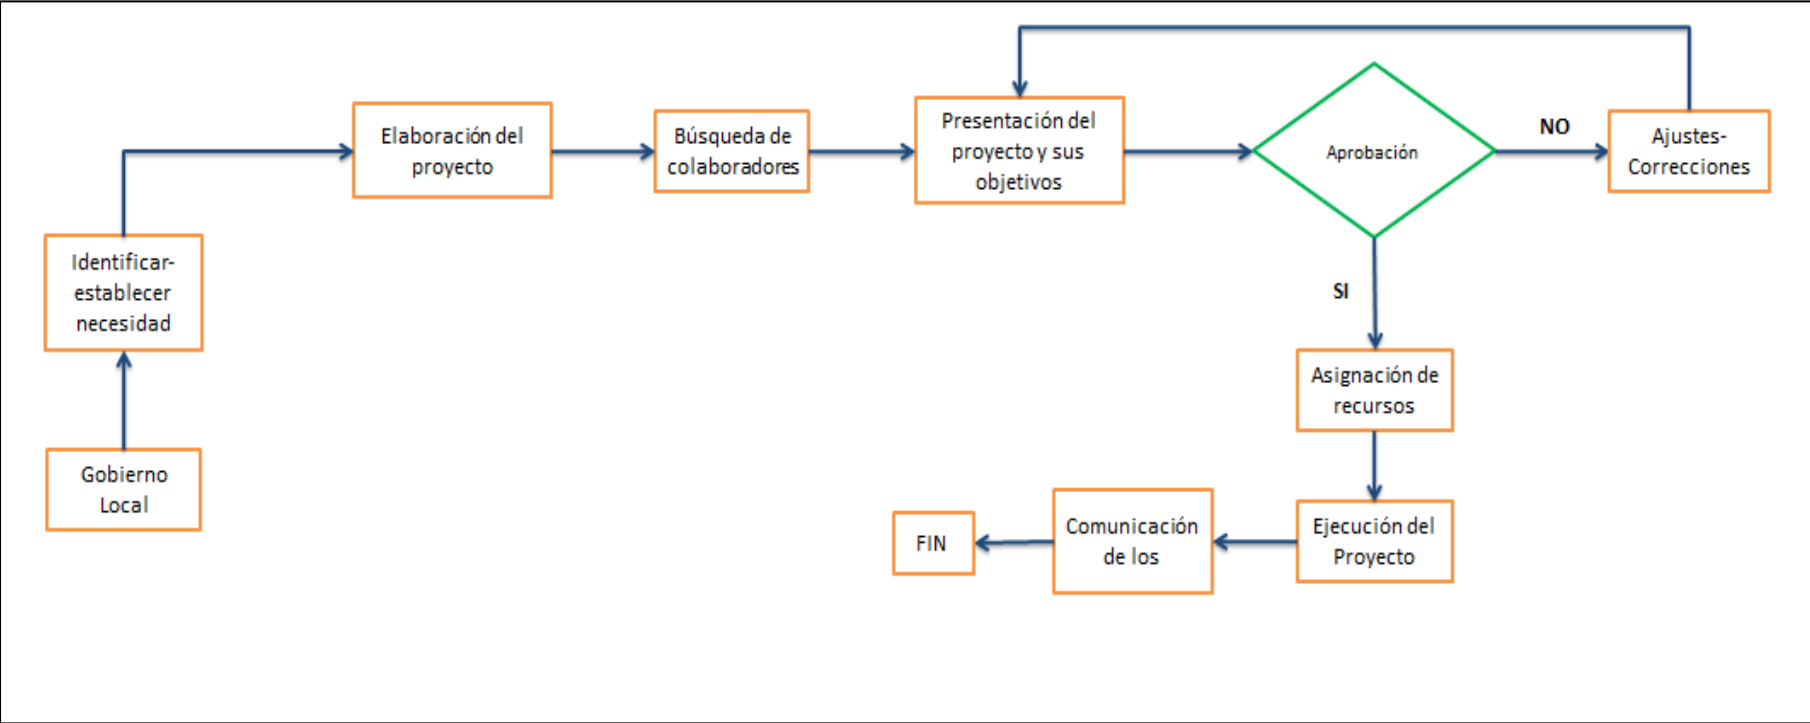 Gobierno
Local
Identificar-
establecer
necesidad
Elaboración del
proyecto
Búsqueda de
colaboradores
Presentación del
proyecto y sus
objetivos
Aprobación
NO
Ajustes-
Correcciones
SI
Asignación de
recursos
Ejecución del
Proyecto
Comunicación
de los
FIN